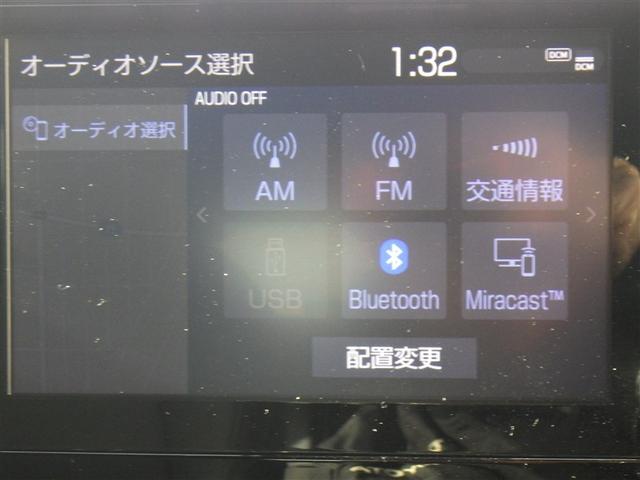 オーディオソース選択 1:32 DCM DCM
AUDIO OFF
オーディオ選択
AM FM 交通情報
USB Bluetooth Miracast™
配置変更